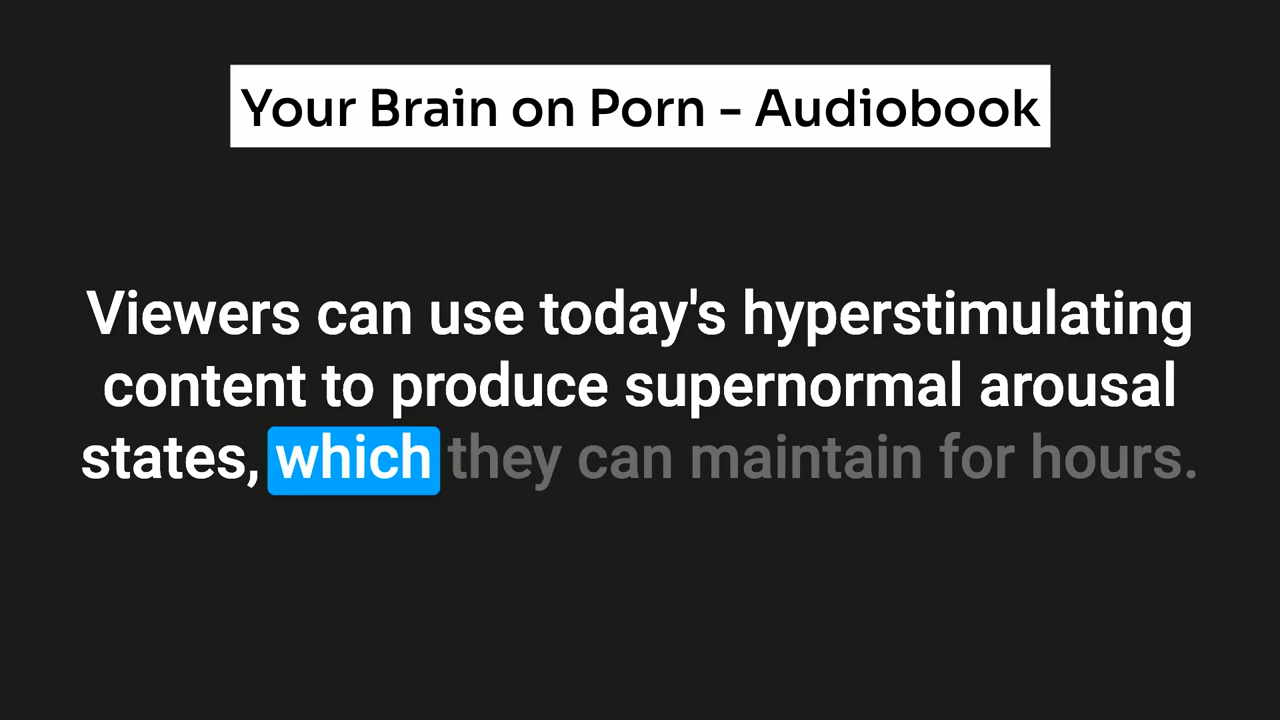 Your Brain on Porn - Audiobook
Viewers can use today's hyperstimulating
content to produce supernormal arousal
states, which they can maintain for hours.